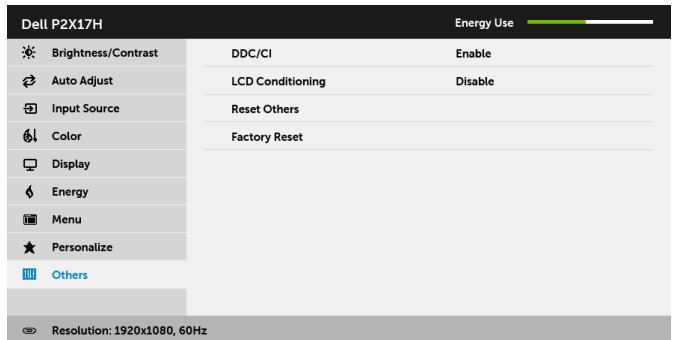 Dell P2X17H Energy Use
Brightness/Contrast DDC/CI Enable
Auto Adjust LCD Conditioning Disable
Input Source Reset Others
Color Factory Reset
Display
Energy
Menu
Personalize
Others
Resolution: 1920x1080, 60Hz